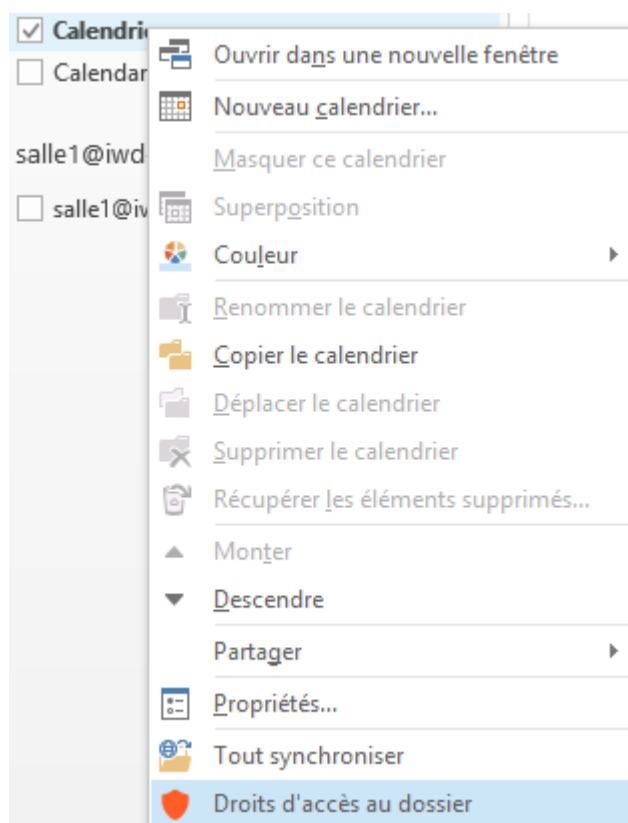 Calendri
Ouvrir dans une nouvelle fenêtre
Calendar
Nouveau calendrier...
salle1@iwd
Masquer ce calendrier
salle1@iw
Superposition
Couleur
Renommer le calendrier
Copier le calendrier
Déplacer le calendrier
Supprimer le calendrier
Récupérer les éléments supprimés...
Monter
Descendre
Partager
Propriétés...
Tout synchroniser
Droits d'accès au dossier